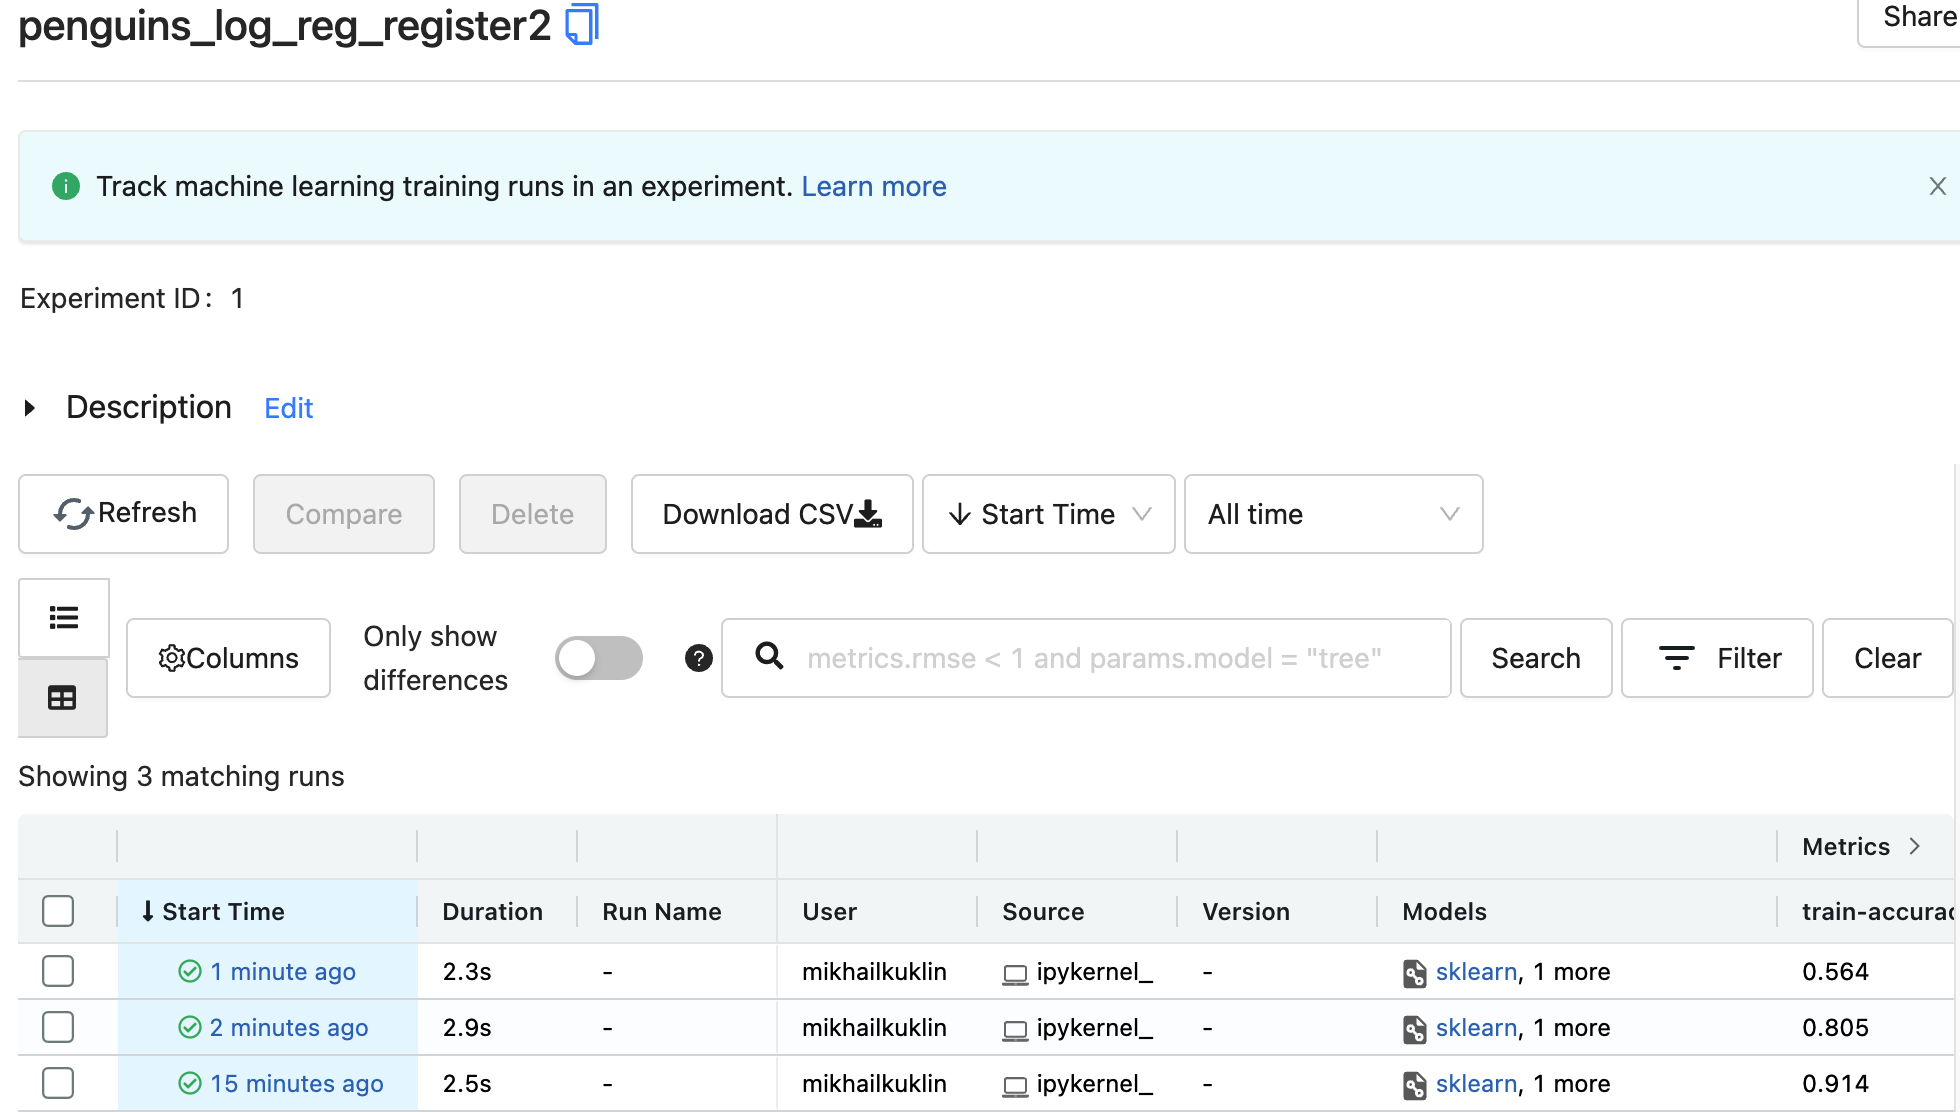 penguins_log_reg_register2
Share
Track machine learning training runs in an experiment. Learn more
Experiment ID: 1
Description Edit
Refresh Compare Delete Download CSV Start Time All time
Columns Only show differences metrics.rmse < 1 and params.model = "tree" Search Filter Clear
Showing 3 matching runs
Metrics
Start Time Duration Run Name User Source Version Models train-accurac
1 minute ago 2.3s - mikhailkuklin ipykernel_ - sklearn, 1 more 0.564
2 minutes ago 2.9s - mikhailkuklin ipykernel_ - sklearn, 1 more 0.805
15 minutes ago 2.5s - mikhailkuklin ipykernel_ - sklearn, 1 more 0.914